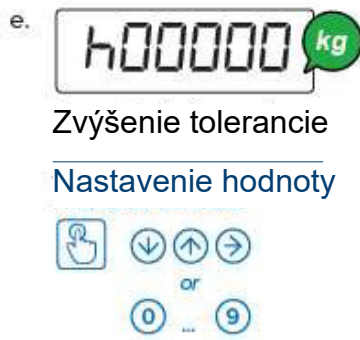 e.
h00000 kg
Zvýšenie tolerancie
Nastavenie hodnoty
or
0 ... 9